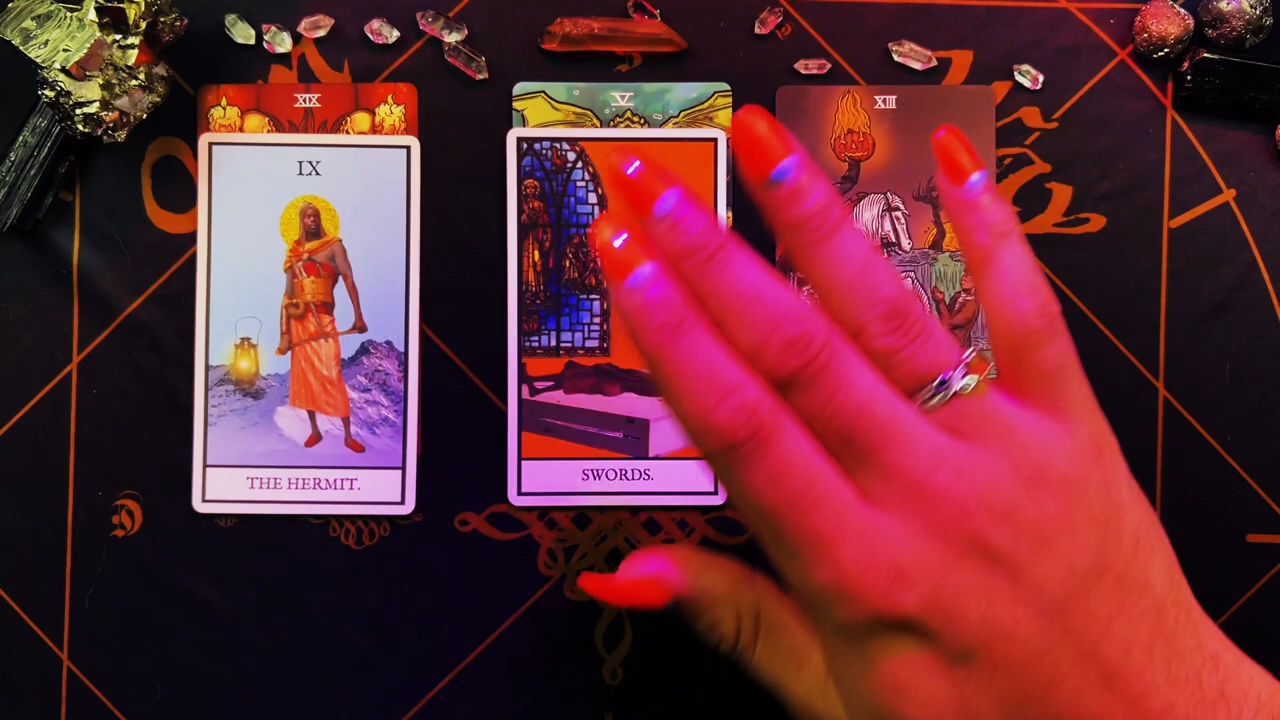 XIX
V
XIII
IX
THE HERMIT.
SWORDS.